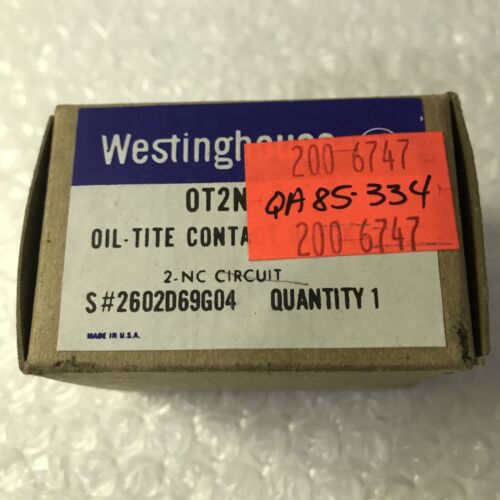 Westinghouse
200 6747
OT2N QA 85-334
OIL-TITE CONTACT 200 6747
2-NC CIRCUIT
S#2602D69G04 QUANTITY 1
MADE IN U.S.A.